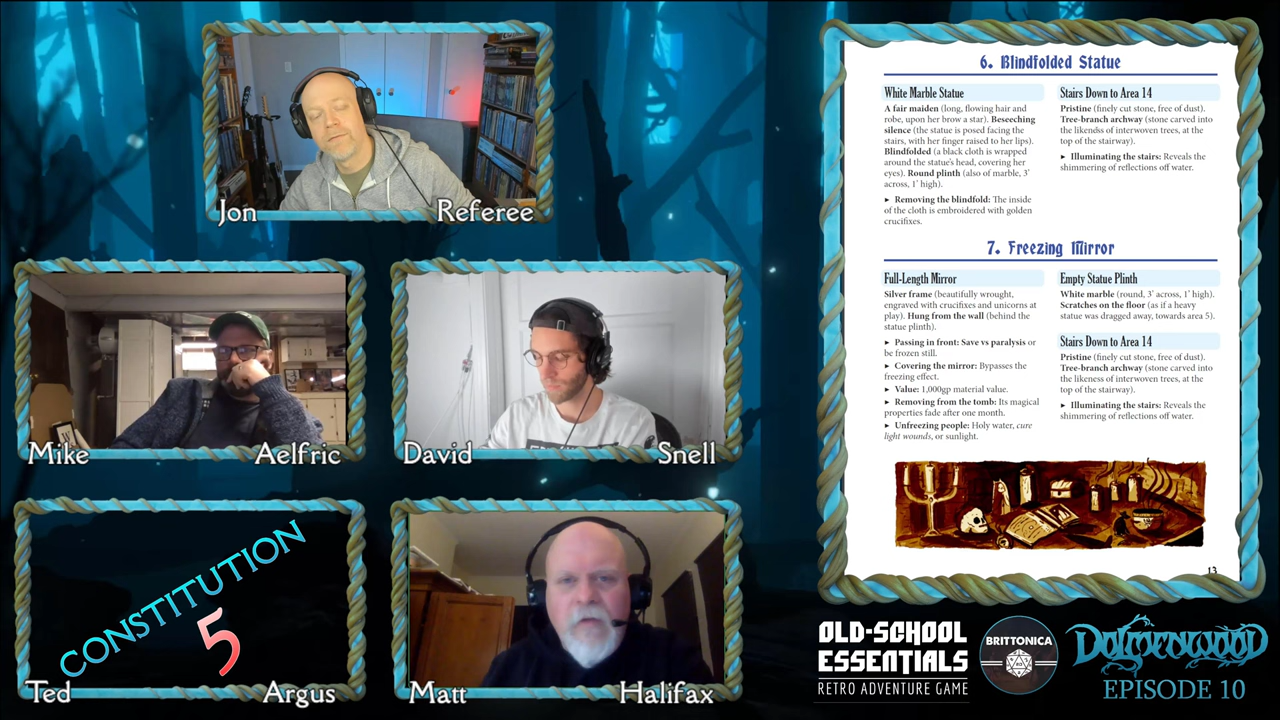 Jon Referee
Mike Aelfric
David Snell
CONSTITUTION
5
Ted Argus
Matt Halifax
6. Blindfolded Statue
White Marble Statue
A fair maiden (long, flowing hair and
robe, upon her brow a star). Beseeching
silence (the statue is posed facing the
stairs, with her finger raised to her lips).
Blindfolded (a black cloth is wrapped
around the statue's head, covering her
eyes). Round plinth (also of marble, 3'
across, 1' high).
► Removing the blindfold: The inside
of the cloth is embroidered with golden
crucifixes.
Stairs Down to Area 14
Pristine (finely cut stone, free of dust).
Tree-branch archway (stone carved into
the likendss of interwoven trees, at the
top of the stairway).
► Illuminating the stairs: Reveals the
shimmering of reflections off water.
7. Freezing Mirror
Full-Length Mirror
Silver frame (beautifully wrought,
engraved with crucifixes and unicorns at
play). Hung from the wall (behind the
statue plinth).
► Passing in front: Save vs paralysis or
be frozen still.
► Covering the mirror: Bypasses the
freezing effect.
► Value: 1,000gp material value.
► Removing from the tomb: Its magical
properties fade after one month.
► Unfreezing people: Holy water, cure
light wounds, or sunlight.
Empty Statue Plinth
White marble (round, 3' across, 1' high).
Scratches on the floor (as if a heavy
statue was dragged away, towards area 5).
Stairs Down to Area 14
Pristine (finely cut stone, free of dust).
Tree-branch archway (stone carved into
the likeness of interwoven trees, at the
top of the stairway).
► Illuminating the stairs: Reveals the
shimmering of reflections off water.
13
OLD-SCHOOL
ESSENTIALS
RETRO ADVENTURE GAME
BRITTONICA
DOLMENWOOD
EPISODE 10